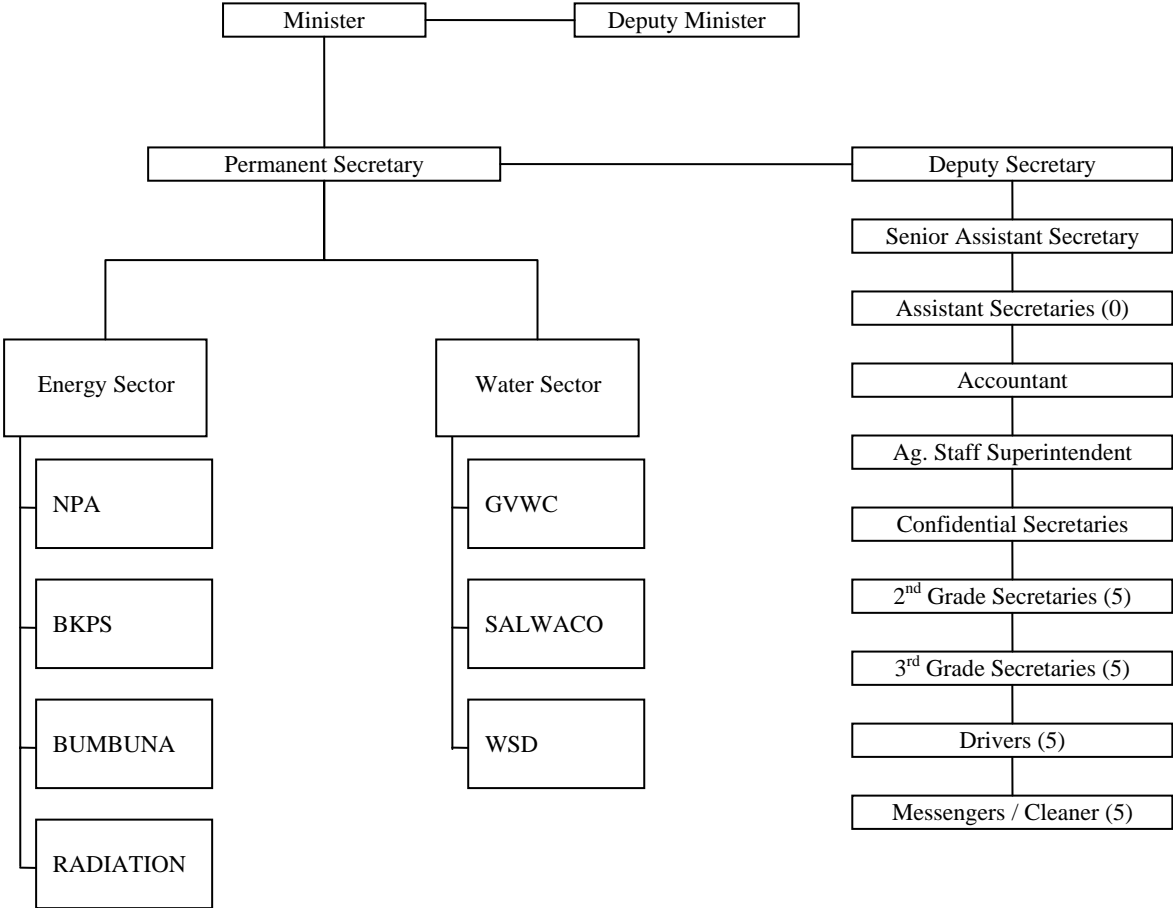 Minister
Deputy Minister
Permanent Secretary
Deputy Secretary
Senior Assistant Secretary
Assistant Secretaries (0)
Accountant
Ag. Staff Superintendent
Confidential Secretaries
2nd Grade Secretaries (5)
3rd Grade Secretaries (5)
Drivers (5)
Messengers / Cleaner (5)
Energy Sector
NPA
BKPS
BUMBUNA
RADIATION
Water Sector
GVWC
SALWACO
WSD